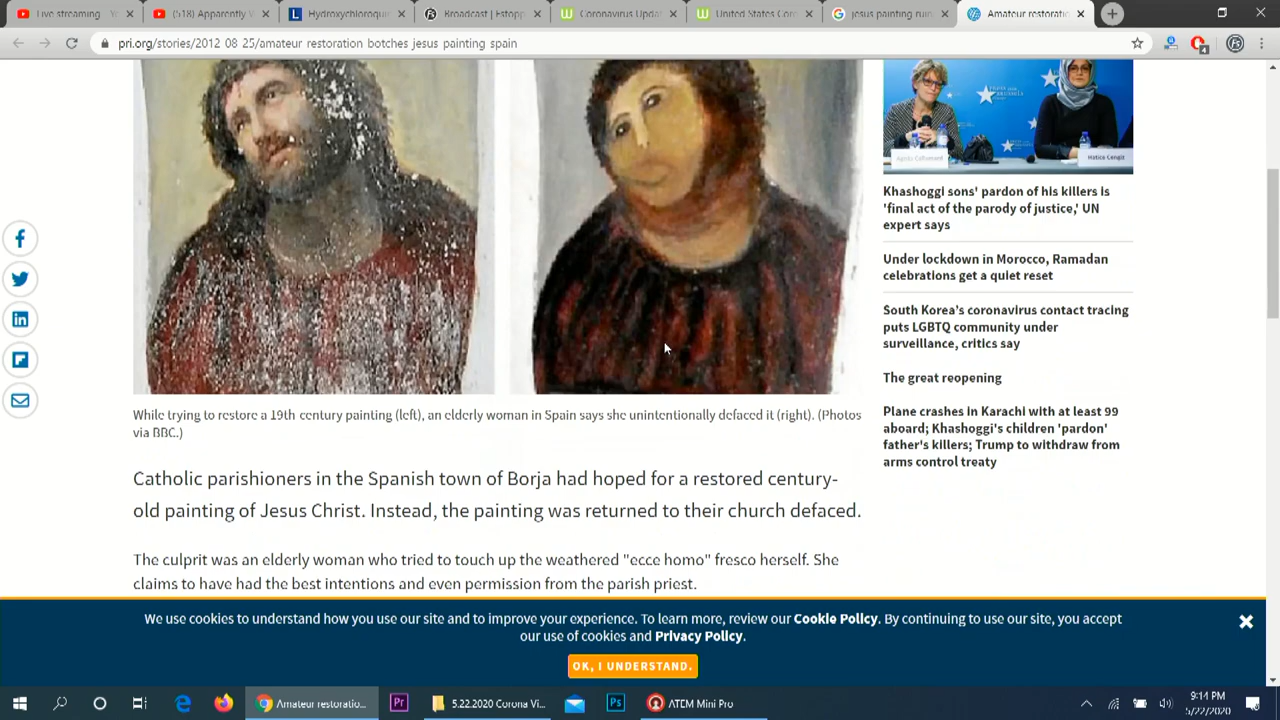 Live streaming - Y
(518) Apparently V
Hydroxychloroqui
Broadcast | Fstopp
Coronavirus Upda
United States Cor
jesus painting ruin
Amateur restoratio
pri.org/stories/2012-08-25/amateur-restoration-botches-jesus-painting-spain
4
Hatice Cengiz
Khashoggi sons' pardon of his killers is
'final act of the parody of justice,' UN
expert says
Under lockdown in Morocco, Ramadan
celebrations get a quiet reset
South Korea's coronavirus contact tracing
puts LGBTQ community under
surveillance, critics say
The great reopening
Plane crashes in Karachi with at least 99
aboard; Khashoggi's children 'pardon'
father's killers; Trump to withdraw from
arms control treaty
While trying to restore a 19th century painting (left), an elderly woman in Spain says she unintentionally defaced it (right). (Photos
via BBC.)
Catholic parishioners in the Spanish town of Borja had hoped for a restored century-
old painting of Jesus Christ. Instead, the painting was returned to their church defaced.
The culprit was an elderly woman who tried to touch up the weathered "ecce homo" fresco herself. She
claims to have had the best intentions and even permission from the parish priest.
We use cookies to understand how you use our site and to improve your experience. To learn more, review our Cookie Policy. By continuing to use our site, you accept
our use of cookies and Privacy Policy.
OK, I UNDERSTAND.
Amateur restoratio...
Pr
5.22.2020 Corona Vi...
Ps
ATEM Mini Pro
9:14 PM
5/22/2020